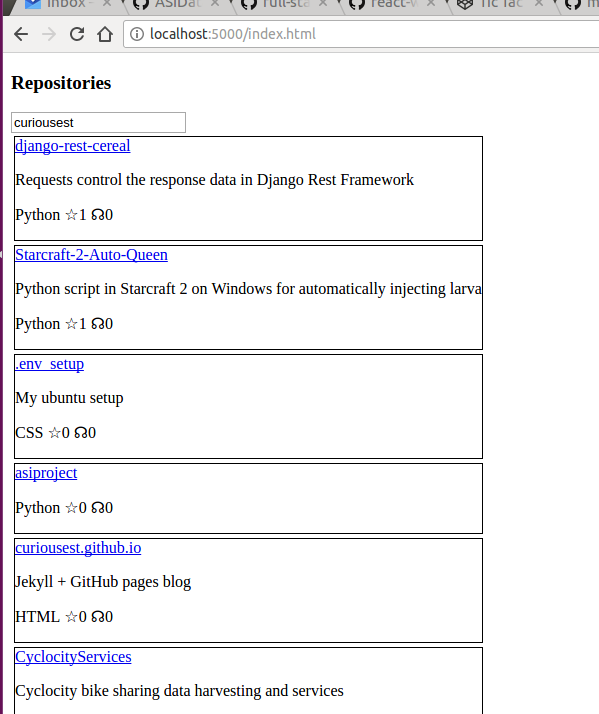 Inbox -
ASIDat
full-sta
react-
Tic Tac
localhost:5000/index.html
Repositories
curiousest
django-rest-cereal
Requests control the response data in Django Rest Framework
Python ☆1 ☊0
Starcraft-2-Auto-Queen
Python script in Starcraft 2 on Windows for automatically injecting larva
Python ☆1 ☊0
.env_setup
My ubuntu setup
CSS ☆0 ☊0
asiproject
Python ☆0 ☊0
curiousest.github.io
Jekyll + GitHub pages blog
HTML ☆0 ☊0
CyclocityServices
Cyclocity bike sharing data harvesting and services